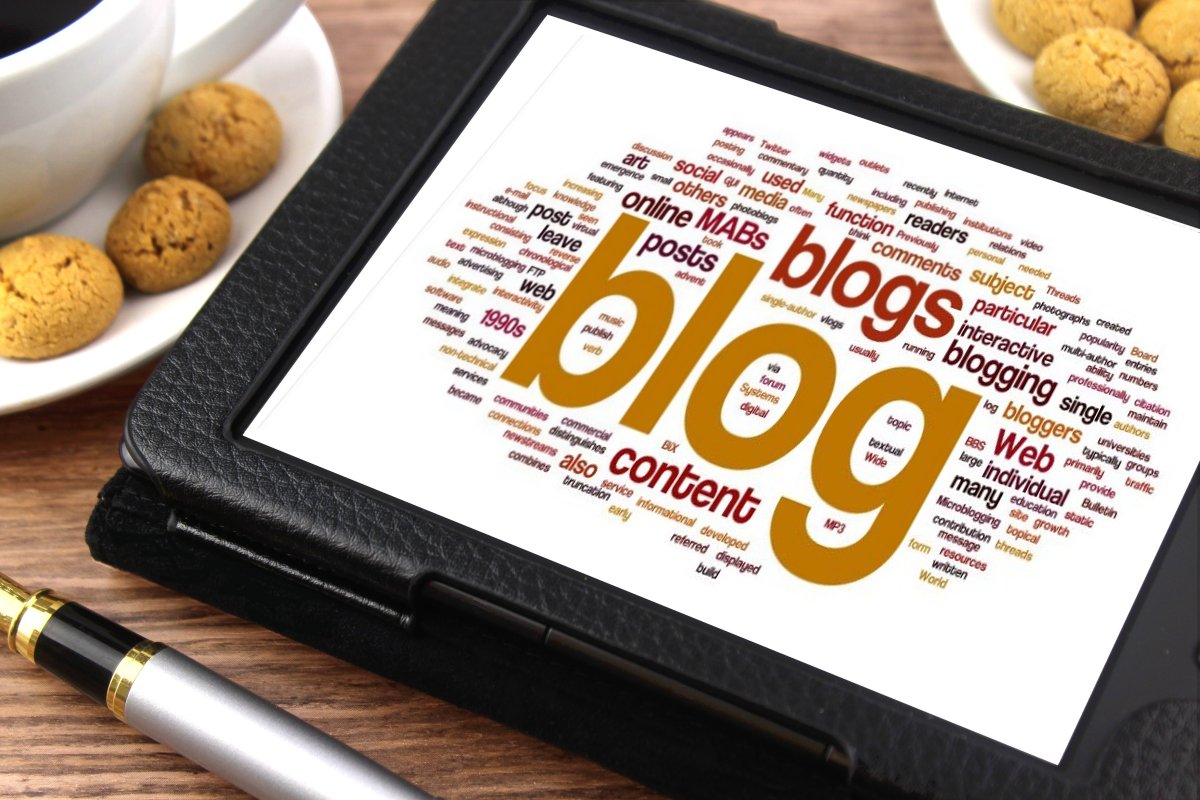 appears Twitter widgets outlets
posting commentary quantity recently Internet
discussion occasionally used Many newspapers including publishing institutions video
art social qui media often function readers relations
emergence small others photoblogs Previously personal needed
featuring online MABs think comments subject Threads
increasing took blogs particular photographs created
focus knowledge seen posts interactive popularity Board
e-mail post virtual advent blogging multi-author entries
although leave reverse single-author vlogs ability numbers
instructional consisting chronological usually running single professionally citation
expression microblogging FTP blog log bloggers maintain
text advertising web music via BBS Web authors
audio integrate interactivity publish forum universities
software 1990s verb Systems topic large individual typically groups
meaning advocacy digital textual many primarily traffic
messages non-technical Wide Microblogging education static provide
services communities commercial BiX contribution site growth Bulletin
became connections distinguishes content message topical
newstreams also MP3 form resources threads
combines service informational developed written
truncation early referred displayed World
build